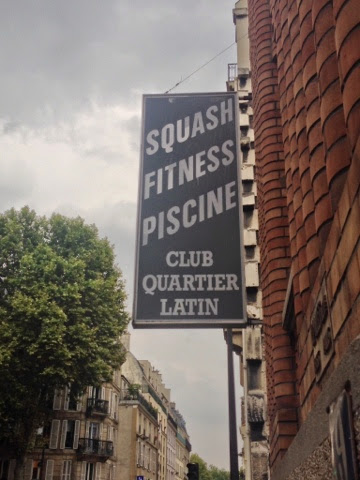 SQUASH
FITNESS
PISCINE
CLUB
QUARTIER
LATIN